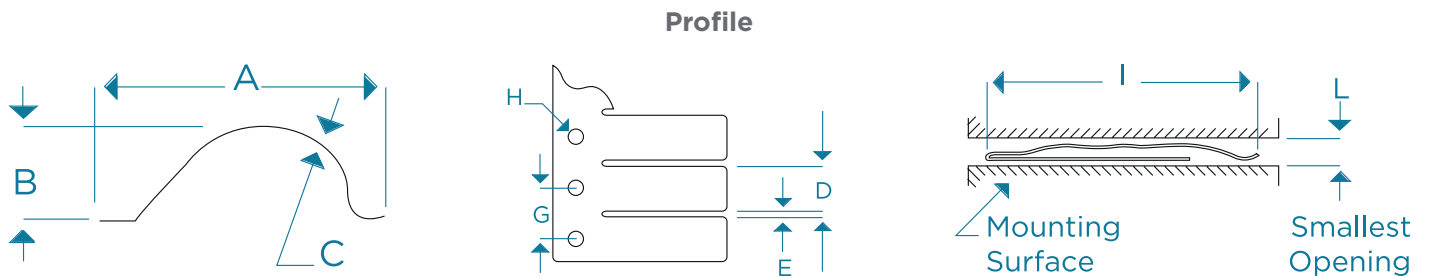 Profile
A
B
C
H
G
D
E
I
L
Mounting
Surface
Smallest
Opening